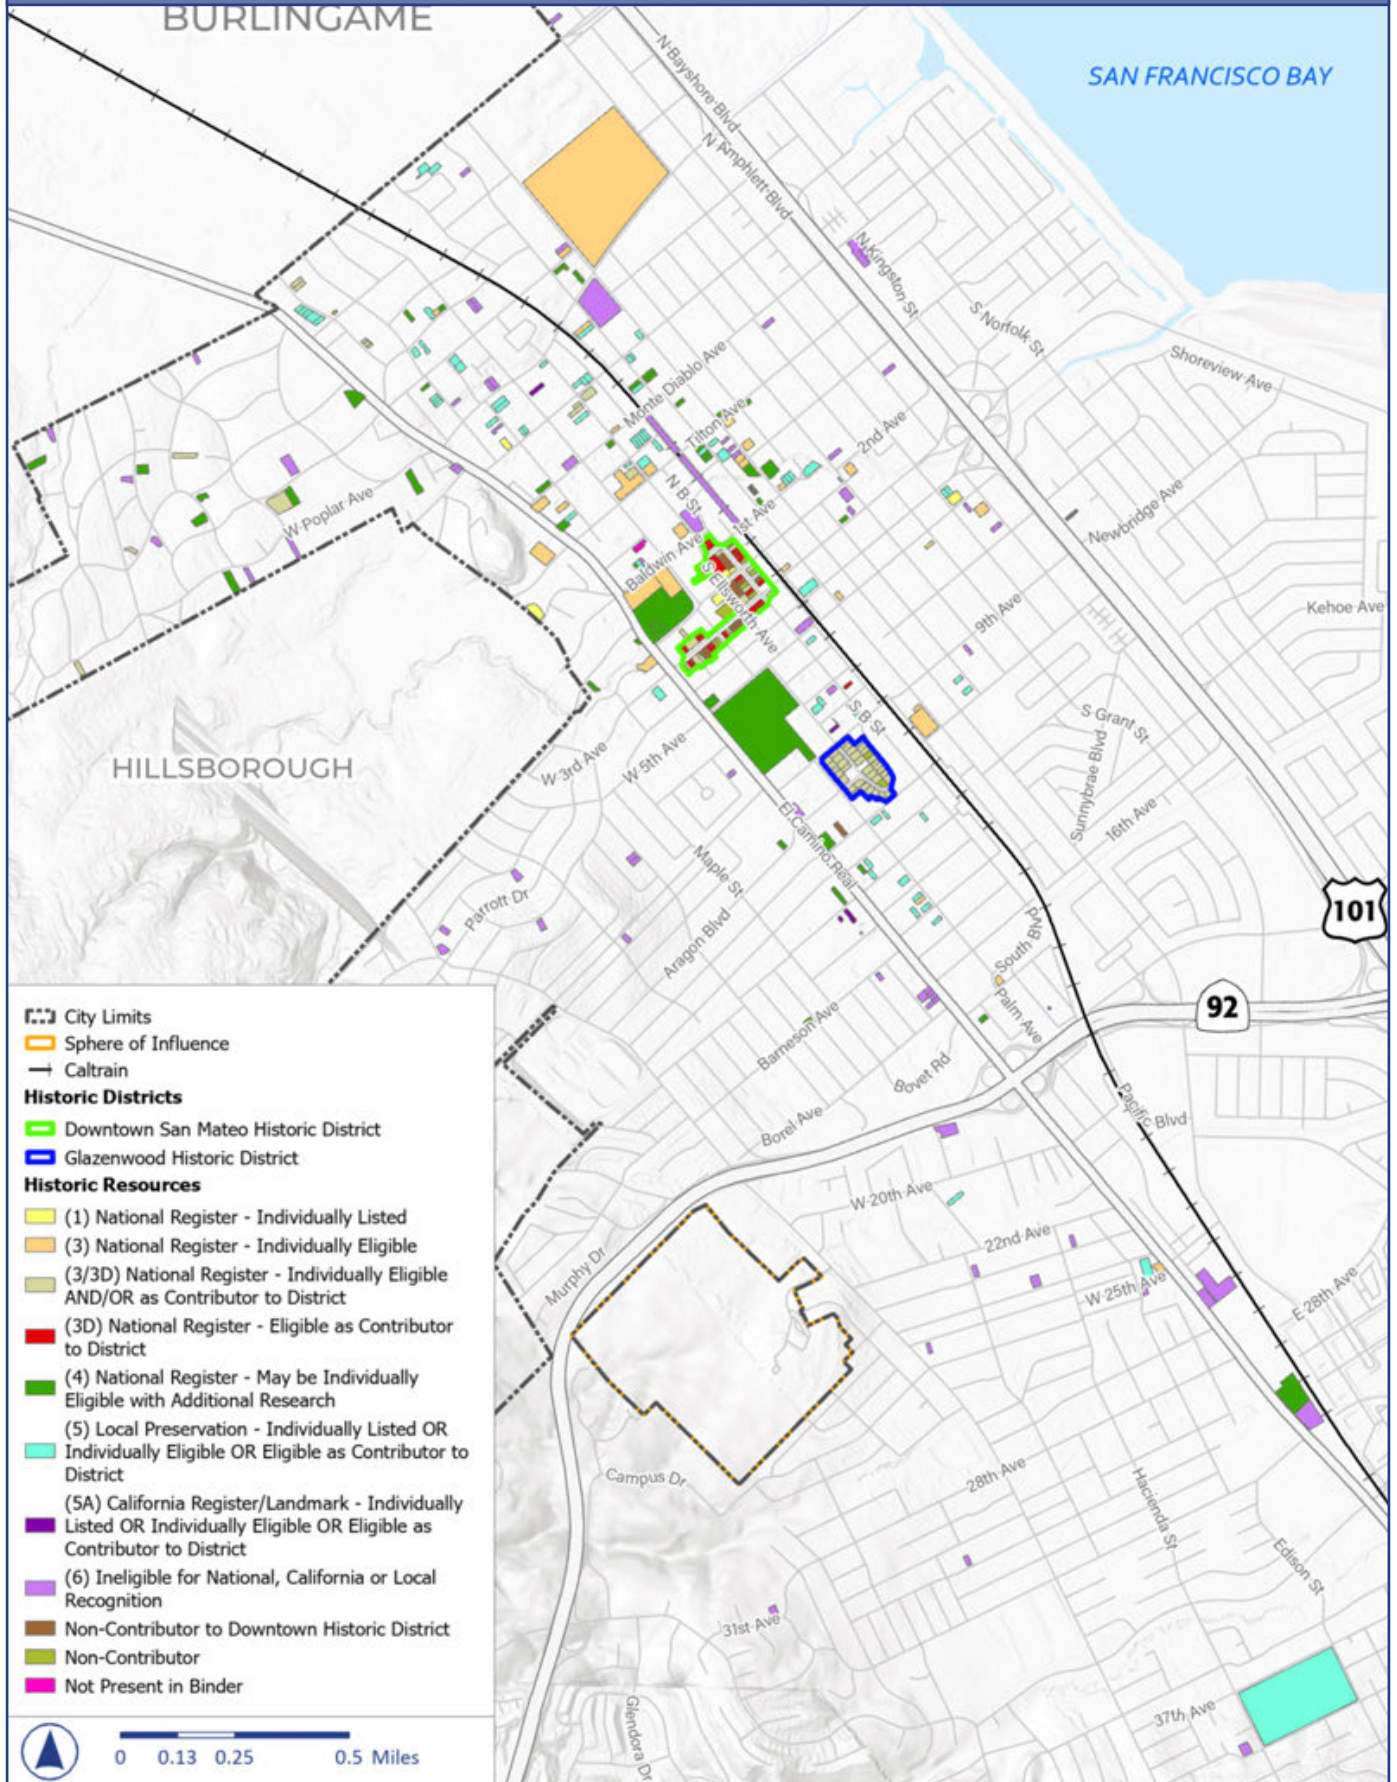 BURLINGAME
SAN FRANCISCO BAY
N Bayshore Blvd
N Amphlett Blvd
N Kingston St
S Norfolk St
Shoreview Ave
Monte Diablo Ave
Tilton Ave
2nd Ave
N B St
1st Ave
Newbridge Ave
W Poplar Ave
Baldwin Ave
S Ellsworth Ave
9th Ave
Kehoe Ave
S B St
S Grant St
Sunnybrae Blvd
16th Ave
HILLSBOROUGH
W 3rd Ave
W 5th Ave
El Camino Real
Maple St
Parrott Dr
Aragon Blvd
101
South Blvd
Palm Ave
92
Barneson Ave
Bovet Rd
Borel Ave
Pacific Blvd
W 20th Ave
22nd Ave
Murphy Dr
W 25th Ave
E 28th Ave
Campus Dr
28th Ave
Hacienda St
Edison St
31st Ave
37th Ave
Glendora Dr
City Limits
Sphere of Influence
Caltrain
Historic Districts
Downtown San Mateo Historic District
Glazenwood Historic District
Historic Resources
(1) National Register - Individually Listed
(3) National Register - Individually Eligible
(3/3D) National Register - Individually Eligible
AND/OR as Contributor to District
(3D) National Register - Eligible as Contributor
to District
(4) National Register - May be Individually
Eligible with Additional Research
(5) Local Preservation - Individually Listed OR
Individually Eligible OR Eligible as Contributor to
District
(5A) California Register/Landmark - Individually
Listed OR Individually Eligible OR Eligible as
Contributor to District
(6) Ineligible for National, California or Local
Recognition
Non-Contributor to Downtown Historic District
Non-Contributor
Not Present in Binder
0 0.13 0.25 0.5 Miles